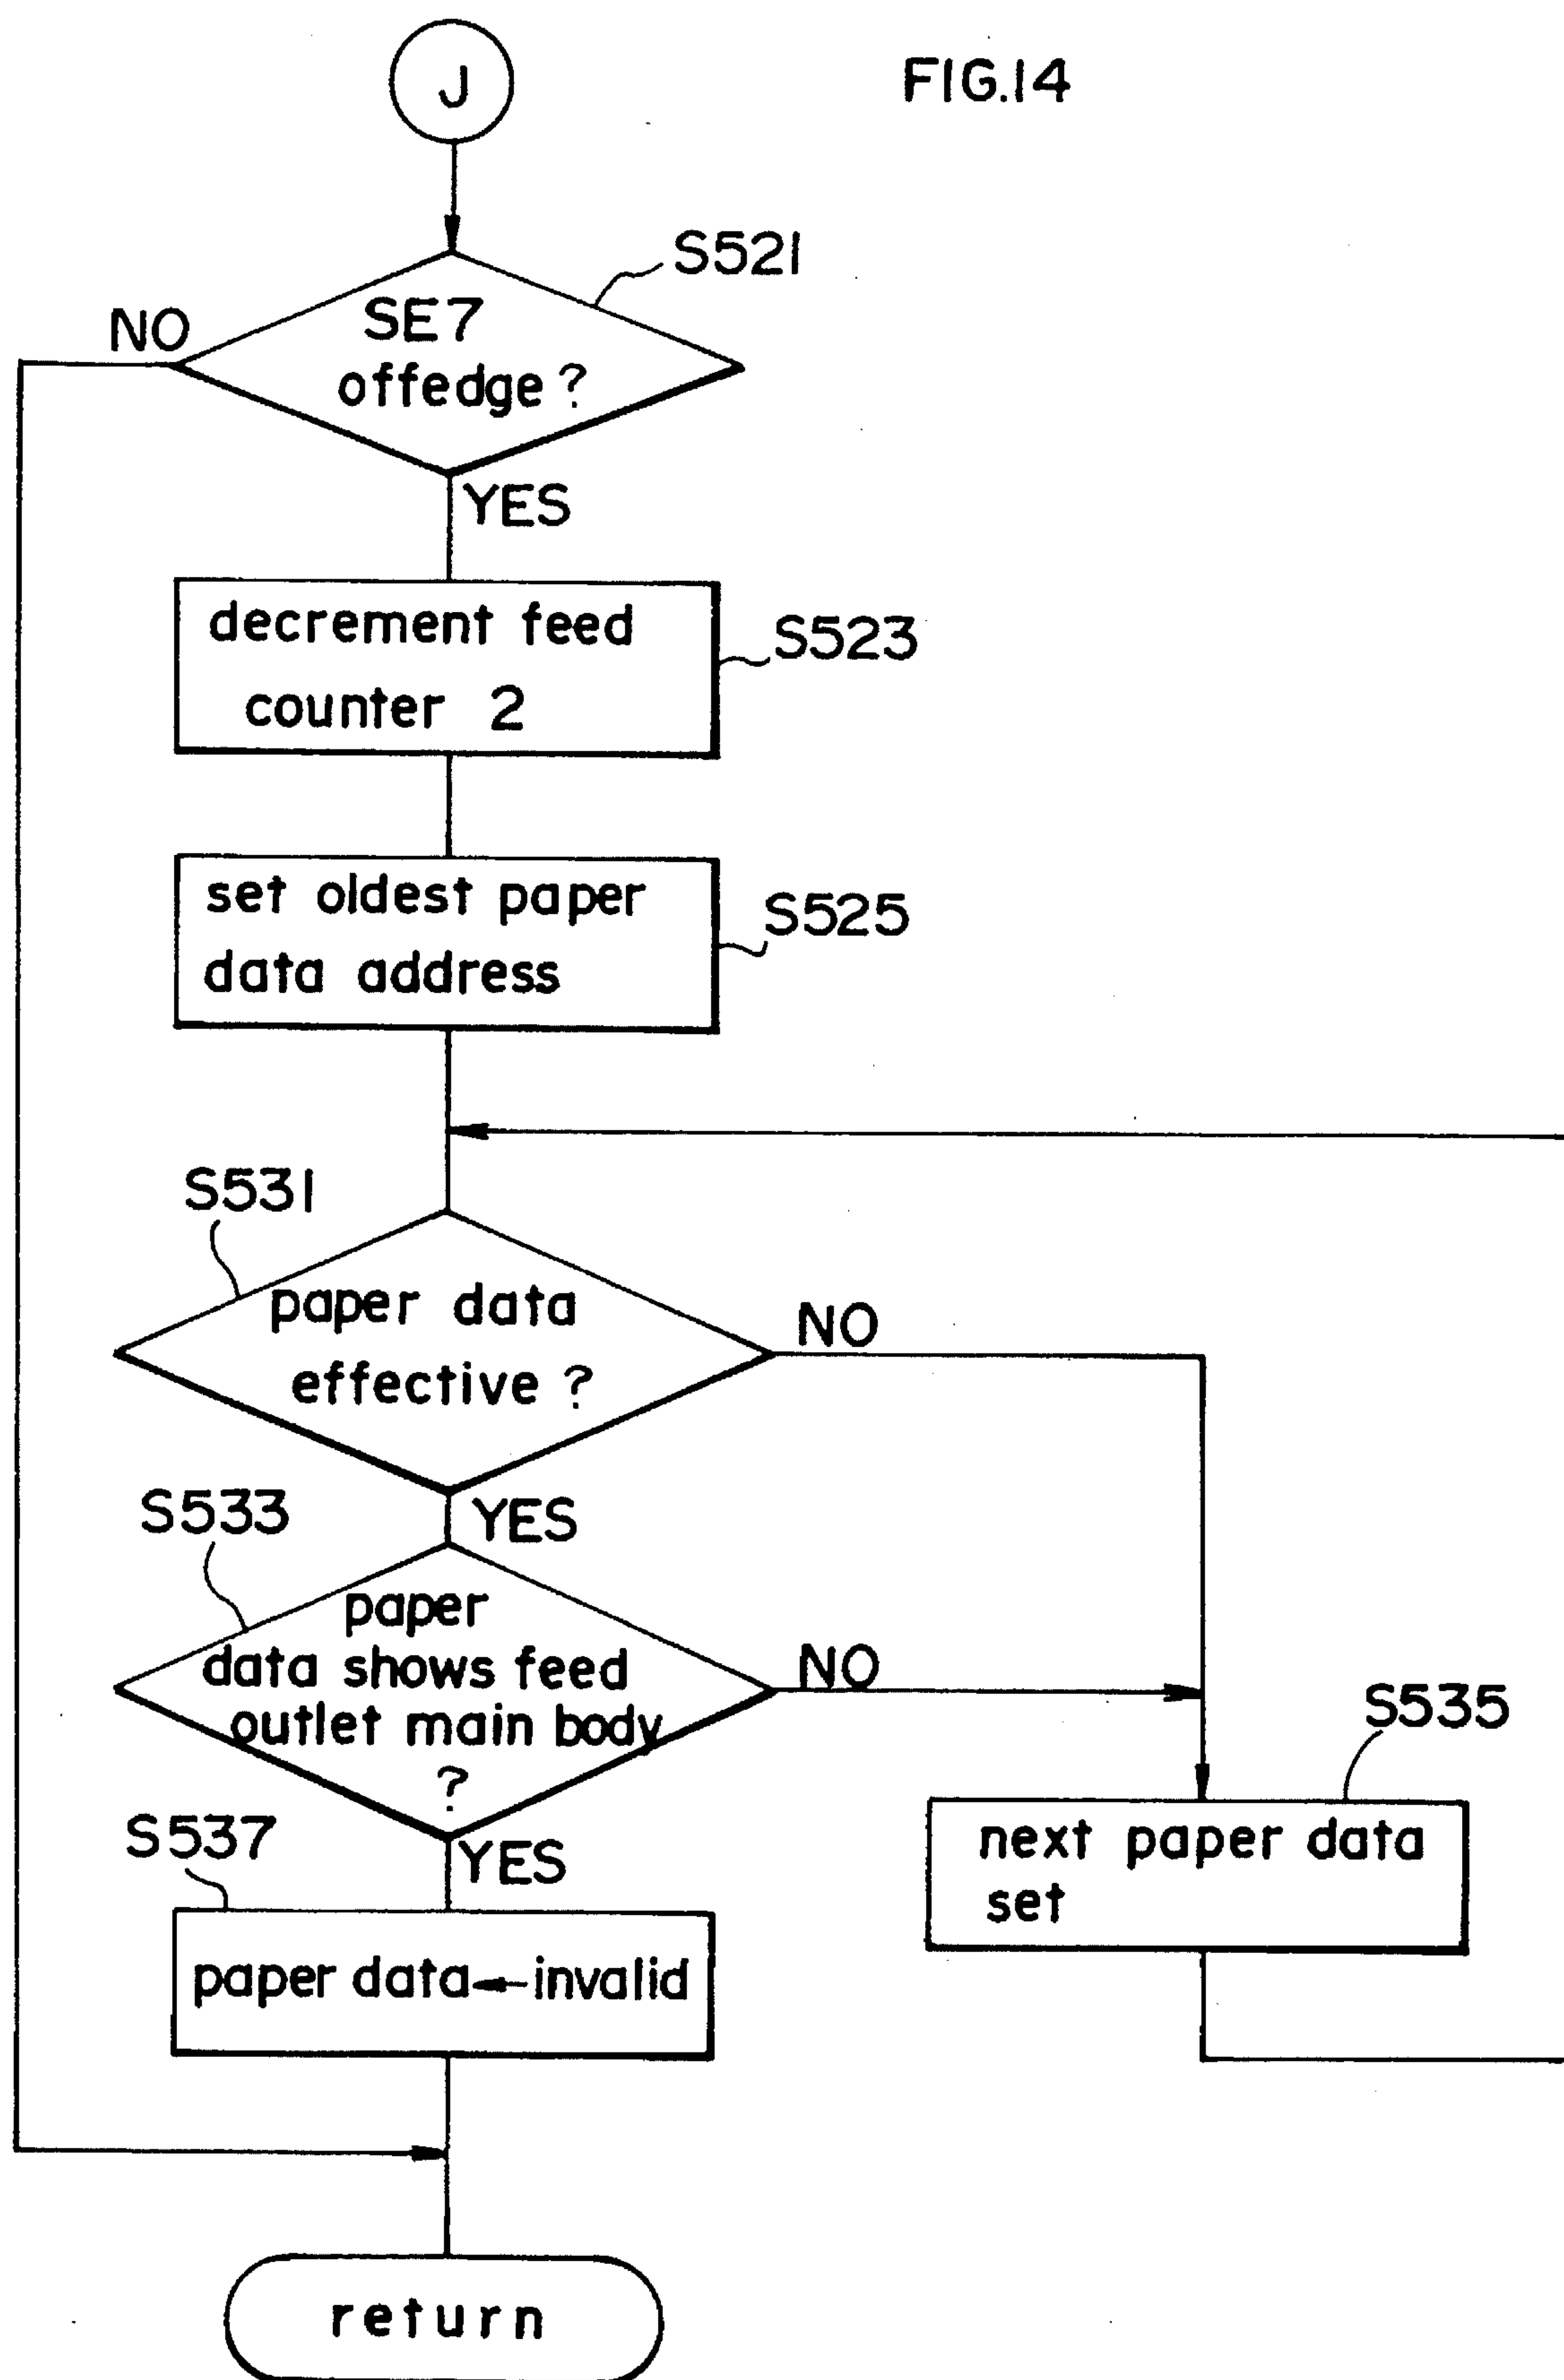 J
FIG.14
S521
NO
SE7
offedge ?
YES
decrement feed
counter 2
S523
set oldest paper
data address
S525
S531
paper data
effective ?
NO
YES
S533
paper
data shows feed
outlet main body
?
NO
S535
S537
YES
next paper data
set
paper data←invalid
return